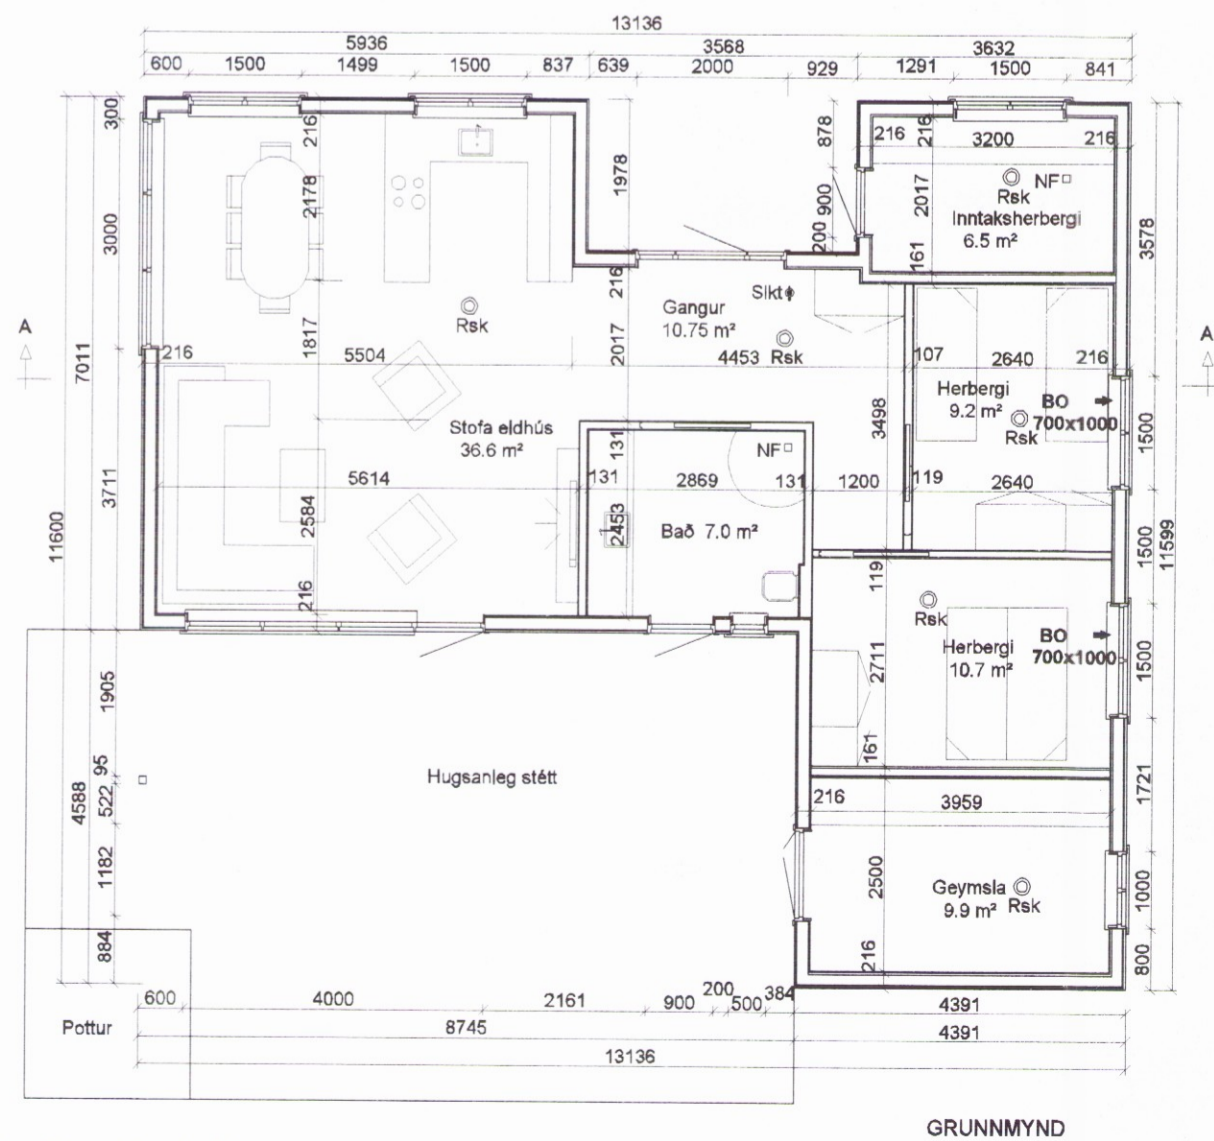 13136
5936 3568 3632
600 1500 1499 1500 837 639 2000 929 1291 1500 841
300
216
878
216
216
3200
216
2178
1978
900
2017
Rsk
NF
Inntaksherbergi
6.5 m²
3000
200
161
3578
216
Sikt
Gangur
10.75 m²
Rsk
Rsk
A
A
7011
1817
2017
216
5504
4453
107
2640
216
Herbergi
9.2 m²
BO
700x1000
Rsk
3498
Stofa eldhús
36.6 m²
131
NF
1500
3711
5614
131
2869
131
1200
119
2640
2584
2453
Bað 7.0 m²
11600
1500
11599
216
119
Rsk
Herbergi
10.7 m²
BO
700x1000
2711
1500
1905
161
95
Hugsanleg stétt
4588
522
216
3959
1721
1182
2500
Geymsla
9.9 m²
Rsk
1000
884
216
800
600 4000 2161 900 200 500 384 4391
Pottur
8745 4391
13136
GRUNNMYND